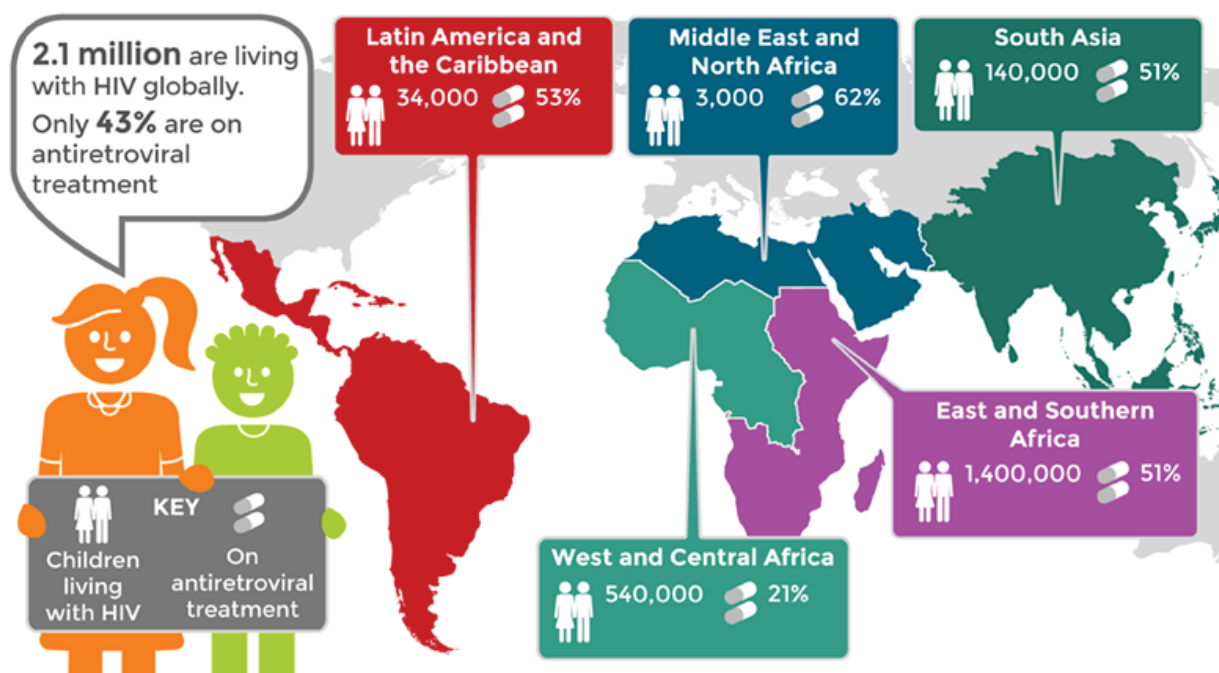 2.1 million are living
with HIV globally.
Only 43% are on
antiretroviral
treatment
Latin America and
the Caribbean
34,000 53%
Middle East and
North Africa
3,000 62%
South Asia
140,000 51%
East and Southern
Africa
1,400,000 51%
West and Central Africa
540,000 21%
KEY
Children
living
with HIV
On
antiretroviral
treatment